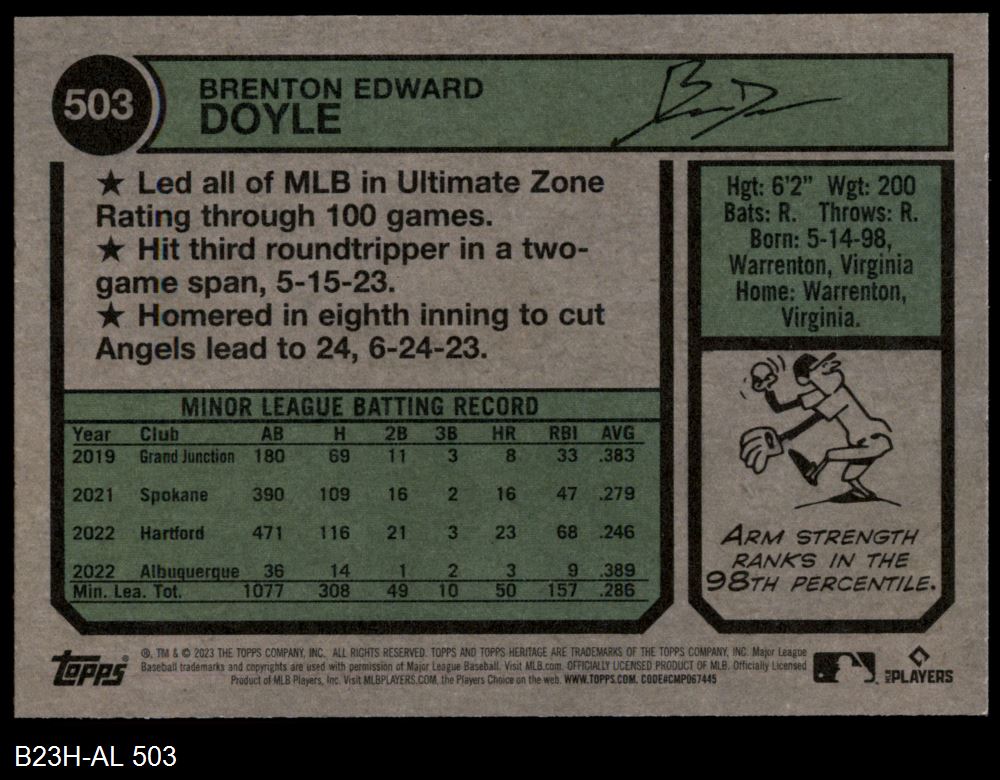 503
BRENTON EDWARD
DOYLE
★ Led all of MLB in Ultimate Zone
Rating through 100 games.
★ Hit third roundtripper in a two-
game span, 5-15-23.
★ Homered in eighth inning to cut
Angels lead to 24, 6-24-23.
Hgt: 6'2" Wgt: 200
Bats: R. Throws: R.
Born: 5-14-98,
Warrenton, Virginia
Home: Warrenton,
Virginia.
MINOR LEAGUE BATTING RECORD
Year Club AB H 2B 3B HR RBI AVG
2019 Grand Junction 180 69 11 3 8 33 .383
2021 Spokane 390 109 16 2 16 47 .279
2022 Hartford 471 116 21 3 23 68 .246
2022 Albuquerque 36 14 1 2 3 9 .389
Min. Lea. Tot. 1077 308 49 10 50 157 .286
ARM STRENGTH
RANKS IN THE
98TH PERCENTILE.
topps
®, TM & © 2023 THE TOPPS COMPANY, INC. ALL RIGHTS RESERVED. TOPPS AND TOPPS HERITAGE ARE TRADEMARKS OF THE TOPPS COMPANY, INC. Major League
Baseball trademarks and copyrights are used with permission of Major League Baseball. Visit MLB.com. OFFICIALLY LICENSED PRODUCT OF MLB. Officially Licensed
Product of MLB Players, Inc. Visit MLBPLAYERS.COM, the Players Choice on the web. WWW.TOPPS.COM. CODE#CMP067445
MLB PLAYERS
B23H-AL 503